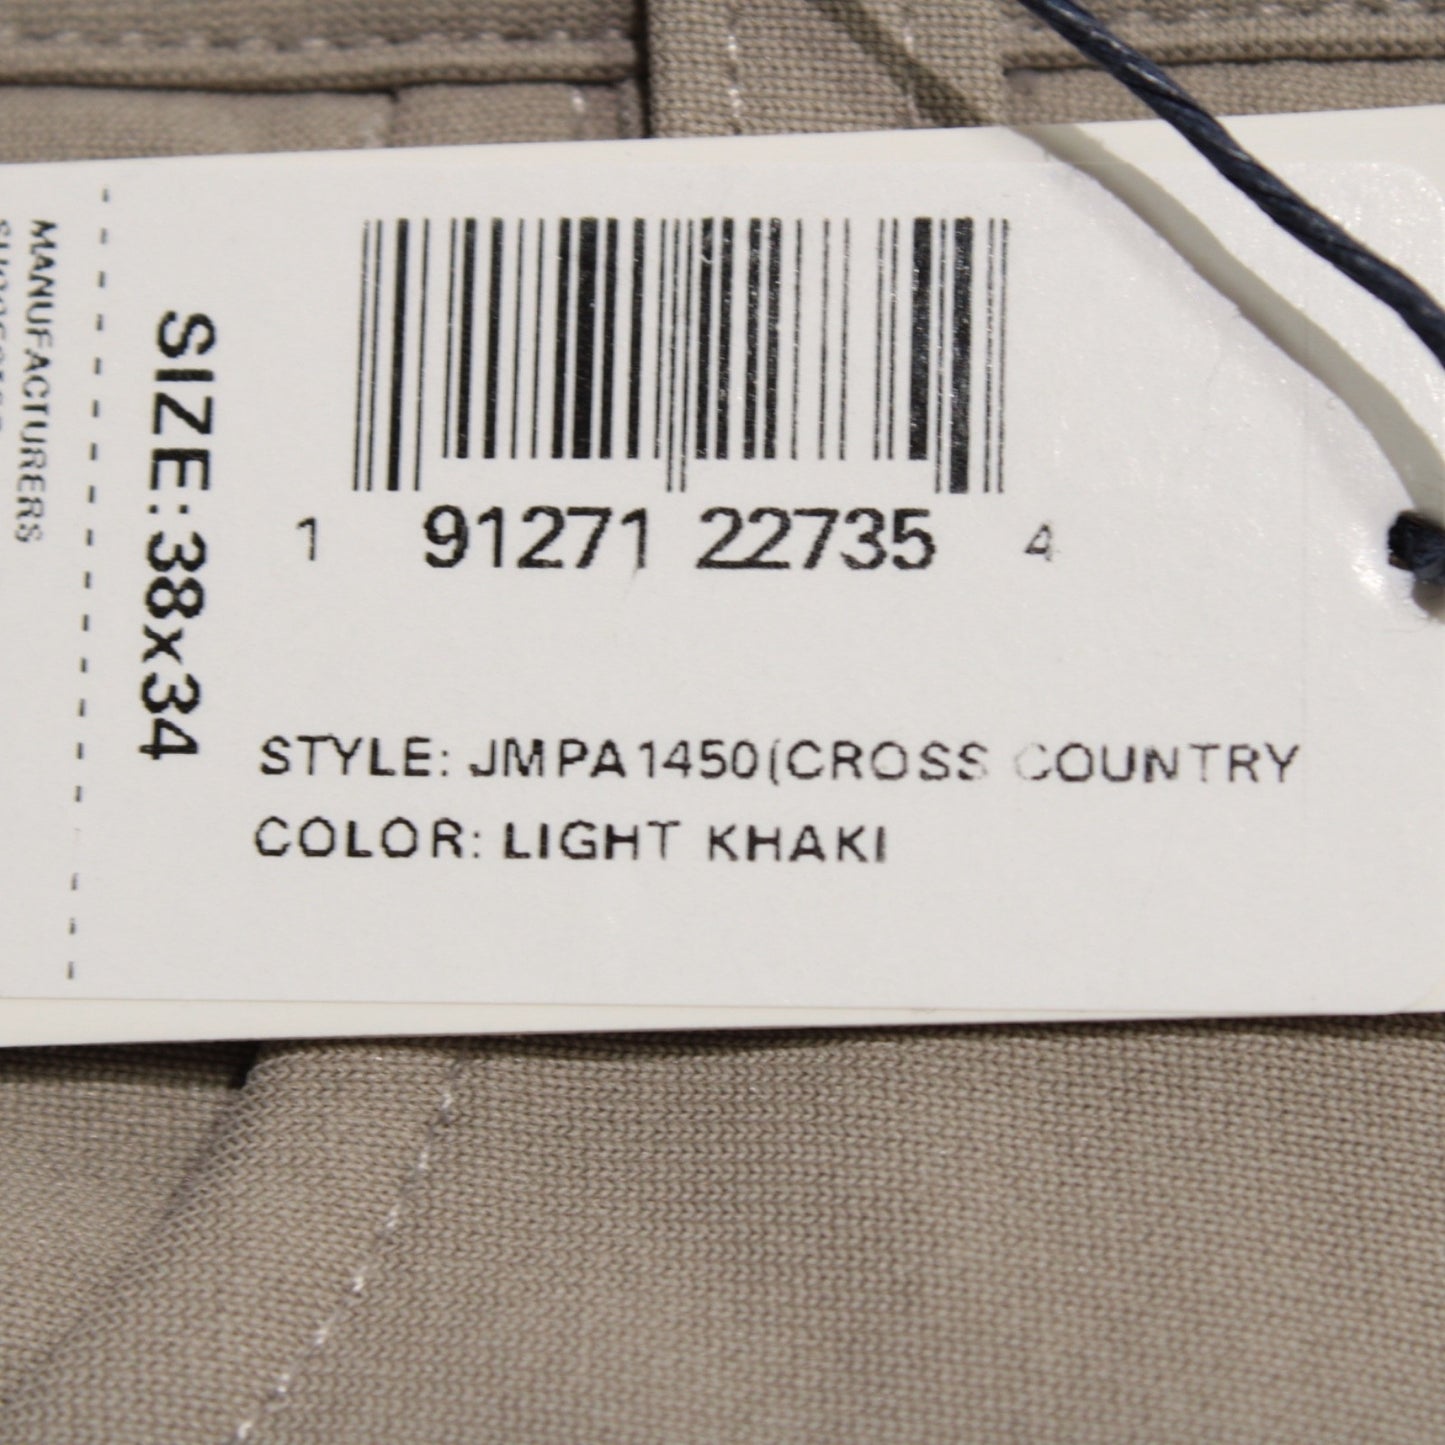 MANUFACTURERS
SIZE: 38x34
1 91271 22735 4
STYLE: JMPA1450(CROSS COUNTRY
COLOR: LIGHT KHAKI